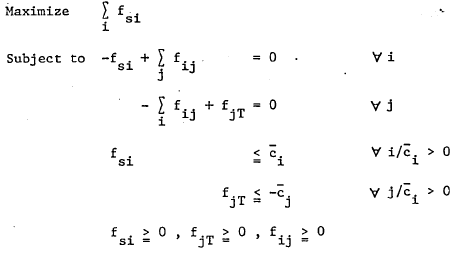 Maximize ∑_i f_si
Subject to -f_si + ∑_j f_ij = 0 ∀ i
- ∑_i f_ij + f_jT = 0 ∀ j
f_si ≦ c̄_i ∀ i/c̄_i > 0
f_jT ≦ -c̄_j ∀ j/c̄_i > 0
f_si ≧ 0 , f_jT ≧ 0 , f_ij ≧ 0